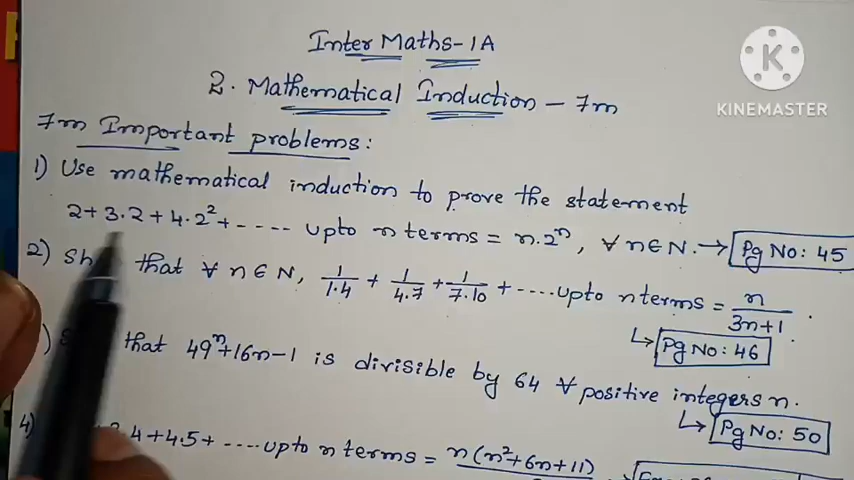 Inter Maths-1A
2. Mathematical Induction - 7m
K
KINEMASTER
7m Important problems:
1) Use mathematical induction to prove the statement
2+3.2+4.2²+---- upto n terms = n.2ⁿ, ∀ n∈N. → Pg No: 45
2) that ∀ n∈N, 1/1.4 + 1/4.7 + 1/7.10 + ....upto n terms = n/3n+1 .
↳ Pg No: 46
) that 49ⁿ+16n-1 is divisible by 64 ∀ positive integers n.
↳ Pg No: 50
4) .4+4.5+ ....upto n terms = n(n²+6n+11)